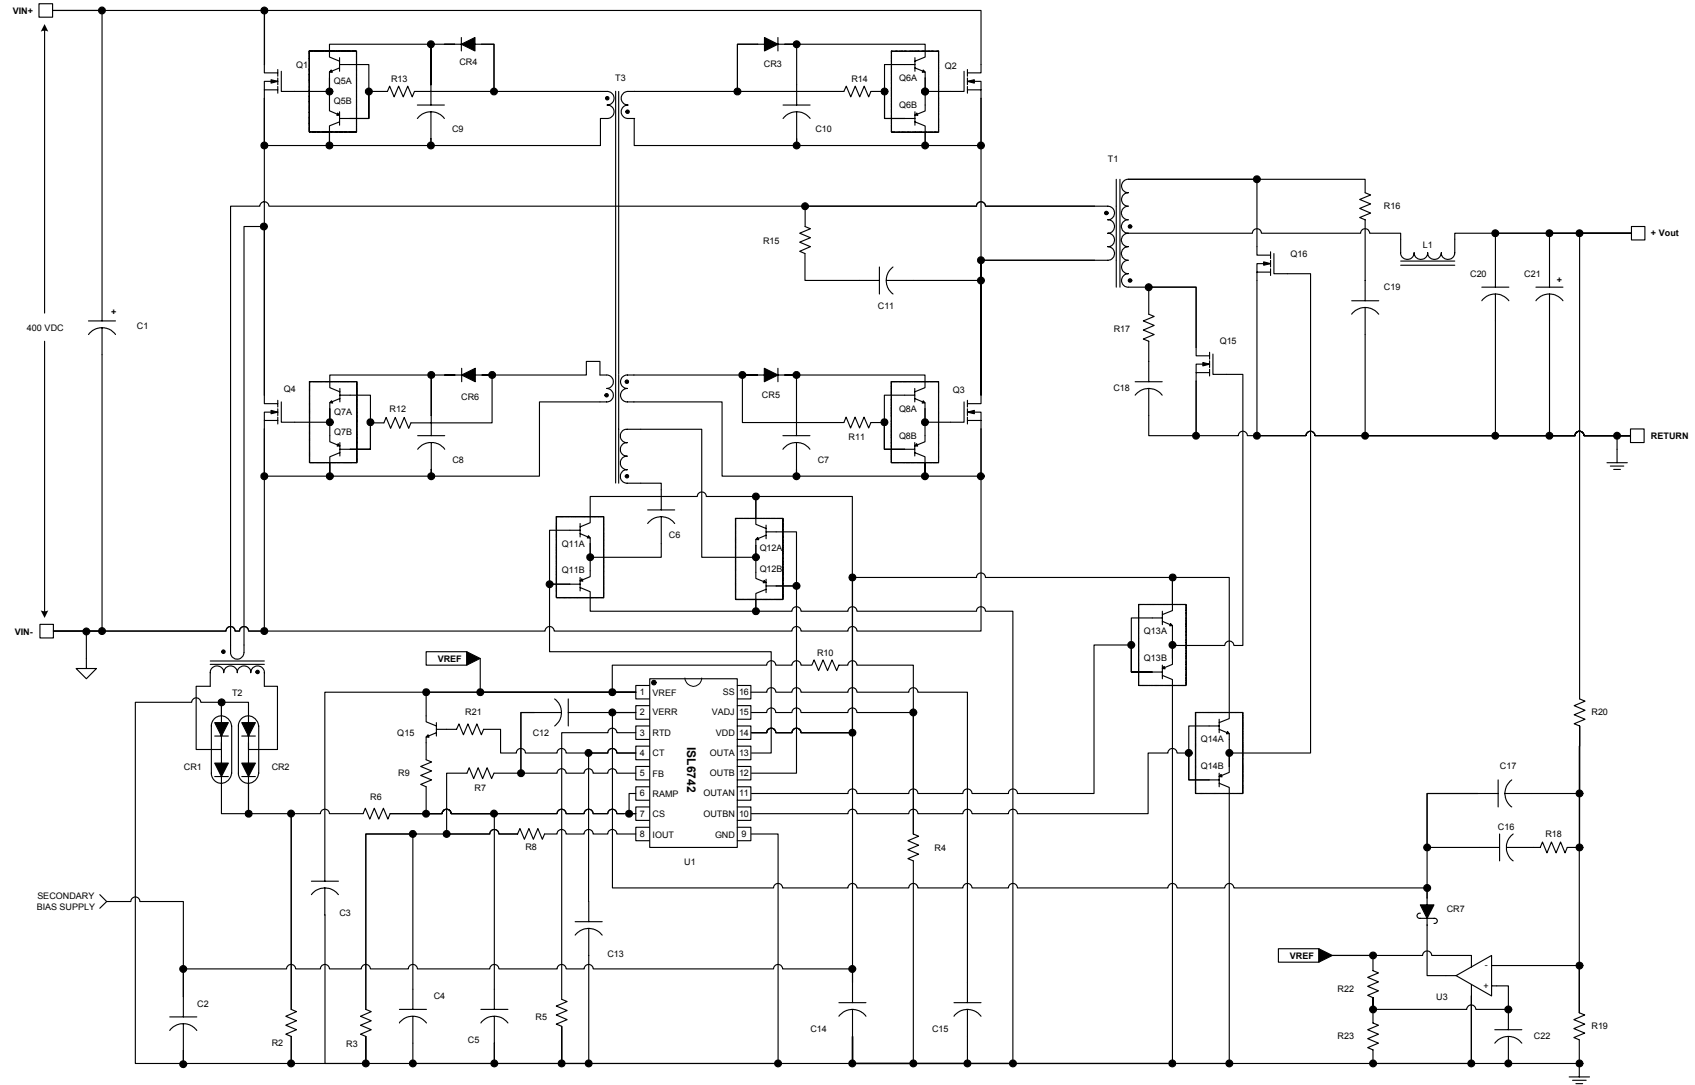 VIN+
Q1
Q5A
Q5B
R13
CR4
C9
T3
CR3
R14
C10
Q6A
Q6B
Q2
T1
R16
R15
C11
Q16
L1
+ Vout
C20
C21
+
C19
R17
Q15
C18
400 VDC
+
C1
Q4
Q7A
Q7B
R12
CR6
C8
CR5
R11
C7
Q8A
Q8B
Q3
RETURN
Q11A
Q11B
C6
Q12A
Q12B
VIN-
Q13A
Q13B
VREF
R10
T2
CR1
CR2
Q15
R21
R9
C12
R7
R6
R8
1 VREF
2 VERR
3 RTD
4 CT
5 FB
6 RAMP
7 CS
8 IOUT
ISL6742
SS 16
VADJ 15
VDD 14
OUTA 13
OUTB 12
OUTAN 11
OUTBN 10
GND 9
U1
Q14A
Q14B
R20
C17
C16
R18
R4
SECONDARY
BIAS SUPPLY
C3
C13
CR7
VREF
R22
-
+
U3
C2
R2
R3
C4
C5
R5
C14
C15
R23
C22
R19